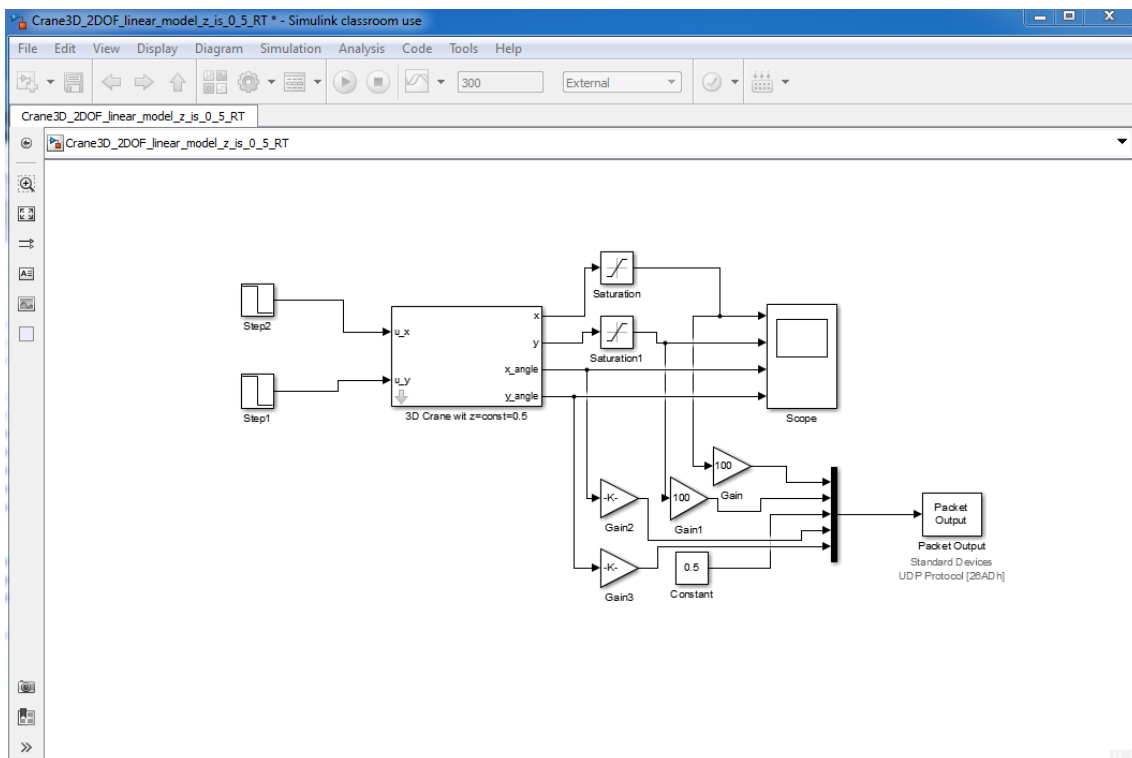 Crane3D_2DOF_linear_model_z_is_0_5_RT * - Simulink classroom use
File Edit View Display Diagram Simulation Analysis Code Tools Help
300 External
Crane3D_2DOF_linear_model_z_is_0_5_RT
Crane3D_2DOF_linear_model_z_is_0_5_RT
Saturation
Step2
u_x
x
y
Saturation1
x_angle
u_y
y_angle
Step1
3D Crane wit z=const=0.5
Scope
100
Gain
-K-
Gain2
100
Gain1
Packet
Output
Packet Output
Standard Devices
UDP Protocol [26ADh]
-K-
Gain3
0.5
Constant